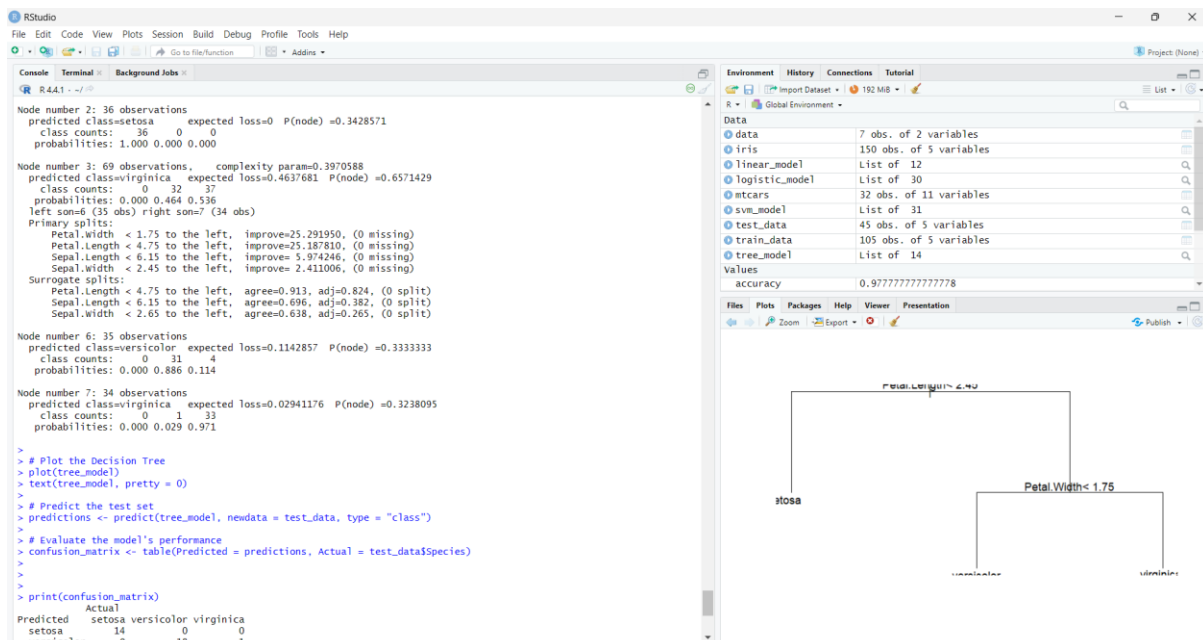 RStudio
File Edit Code View Plots Session Build Debug Profile Tools Help
Go to file/function Addins
Project: (None)
Console Terminal Background Jobs
R 4.4.1 · ~/
Node number 2: 36 observations
predicted class=setosa expected loss=0 P(node) =0.3428571
class counts: 36 0 0
probabilities: 1.000 0.000 0.000
Node number 3: 69 observations, complexity param=0.3970588
predicted class=virginica expected loss=0.4637681 P(node) =0.6571429
class counts: 0 32 37
probabilities: 0.000 0.464 0.536
left son=6 (35 obs) right son=7 (34 obs)
Primary splits:
Petal.Width < 1.75 to the left, improve=25.291950, (0 missing)
Petal.Length < 4.75 to the left, improve=25.187810, (0 missing)
Sepal.Length < 6.15 to the left, improve= 5.974246, (0 missing)
Sepal.Width < 2.45 to the left, improve= 2.411006, (0 missing)
Surrogate splits:
Petal.Length < 4.75 to the left, agree=0.913, adj=0.824, (0 split)
Sepal.Length < 6.15 to the left, agree=0.696, adj=0.382, (0 split)
Sepal.Width < 2.65 to the left, agree=0.638, adj=0.265, (0 split)
Node number 6: 35 observations
predicted class=versicolor expected loss=0.1142857 P(node) =0.3333333
class counts: 0 31 4
probabilities: 0.000 0.886 0.114
Node number 7: 34 observations
predicted class=virginica expected loss=0.02941176 P(node) =0.3238095
class counts: 0 1 33
probabilities: 0.000 0.029 0.971
>
> # Plot the Decision Tree
> plot(tree_model)
> text(tree_model, pretty = 0)
>
> # Predict the test set
> predictions <- predict(tree_model, newdata = test_data, type = "class")
>
> # Evaluate the model's performance
> confusion_matrix <- table(Predicted = predictions, Actual = test_data$Species)
>
>
>
> print(confusion_matrix)
Actual
Predicted setosa versicolor virginica
setosa 14 0 0
Environment History Connections Tutorial
Import Dataset 192 MiB List
R Global Environment
Data
data 7 obs. of 2 variables
iris 150 obs. of 5 variables
linear_model List of 12
logistic_model List of 30
mtcars 32 obs. of 11 variables
svm_model List of 31
test_data 45 obs. of 5 variables
train_data 105 obs. of 5 variables
tree_model List of 14
Values
accuracy 0.977777777777778
Files Plots Packages Help Viewer Presentation
Zoom Export Publish
Petal.Length< 2.45
etosa
Petal.Width< 1.75
versicolor
virginic